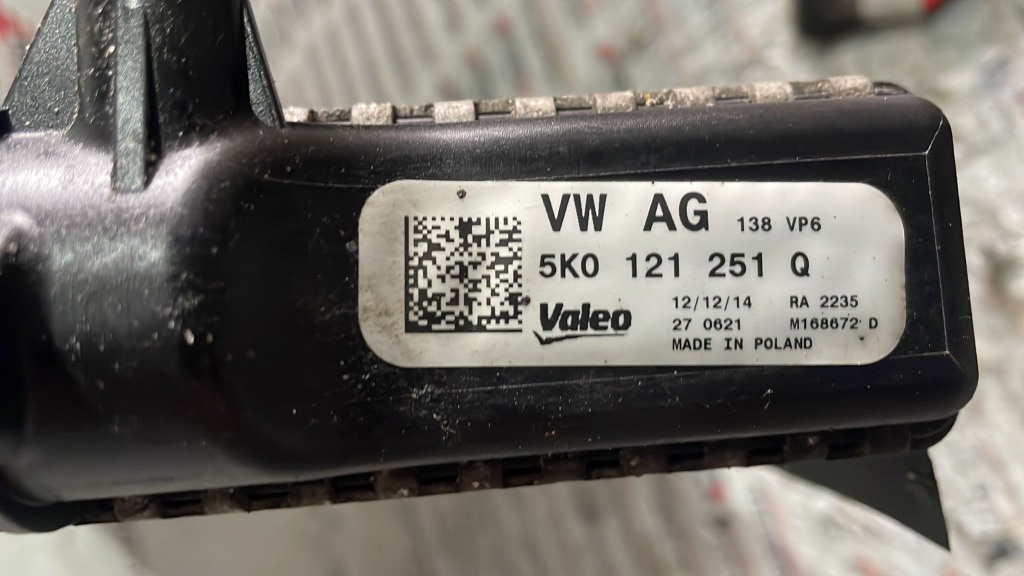 VW AG 138 VP6
5K0 121 251 Q
Valeo
12/12/14 RA 2235
27 0621 M168672 D
MADE IN POLAND